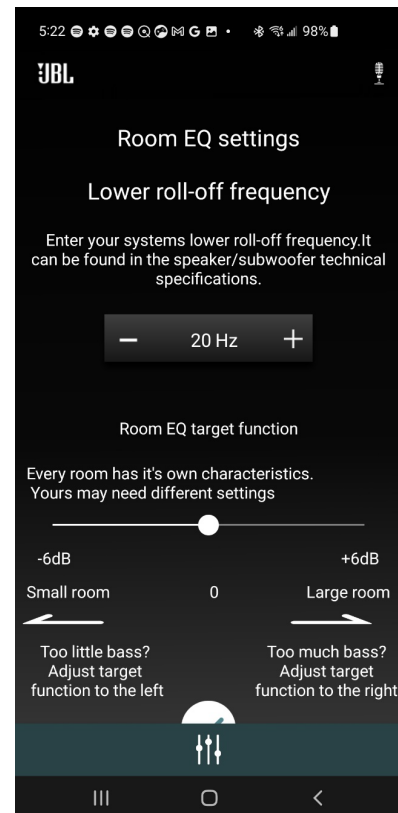 5:22 98%
JBL
Room EQ settings
Lower roll-off frequency
Enter your systems lower roll-off frequency.It
can be found in the speaker/subwoofer technical
specifications.
− 20 Hz +
Room EQ target function
Every room has it's own characteristics.
Yours may need different settings
-6dB +6dB
Small room 0 Large room
Too little bass? Too much bass?
Adjust target Adjust target
function to the left function to the right